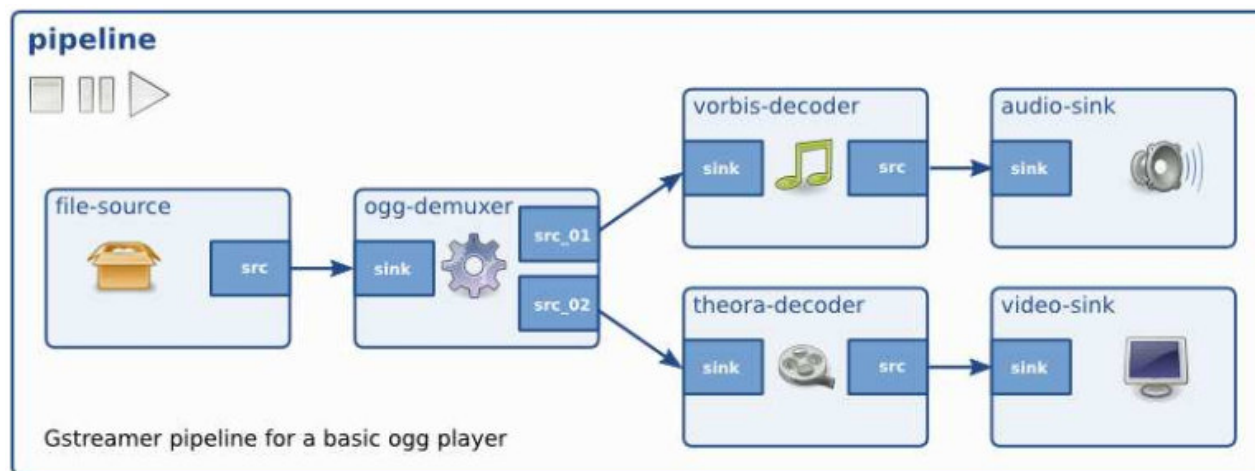 pipeline
file-source
src
ogg-demuxer
sink
src_01
src_02
vorbis-decoder
sink
src
audio-sink
sink
theora-decoder
sink
src
video-sink
sink
Gstreamer pipeline for a basic ogg player